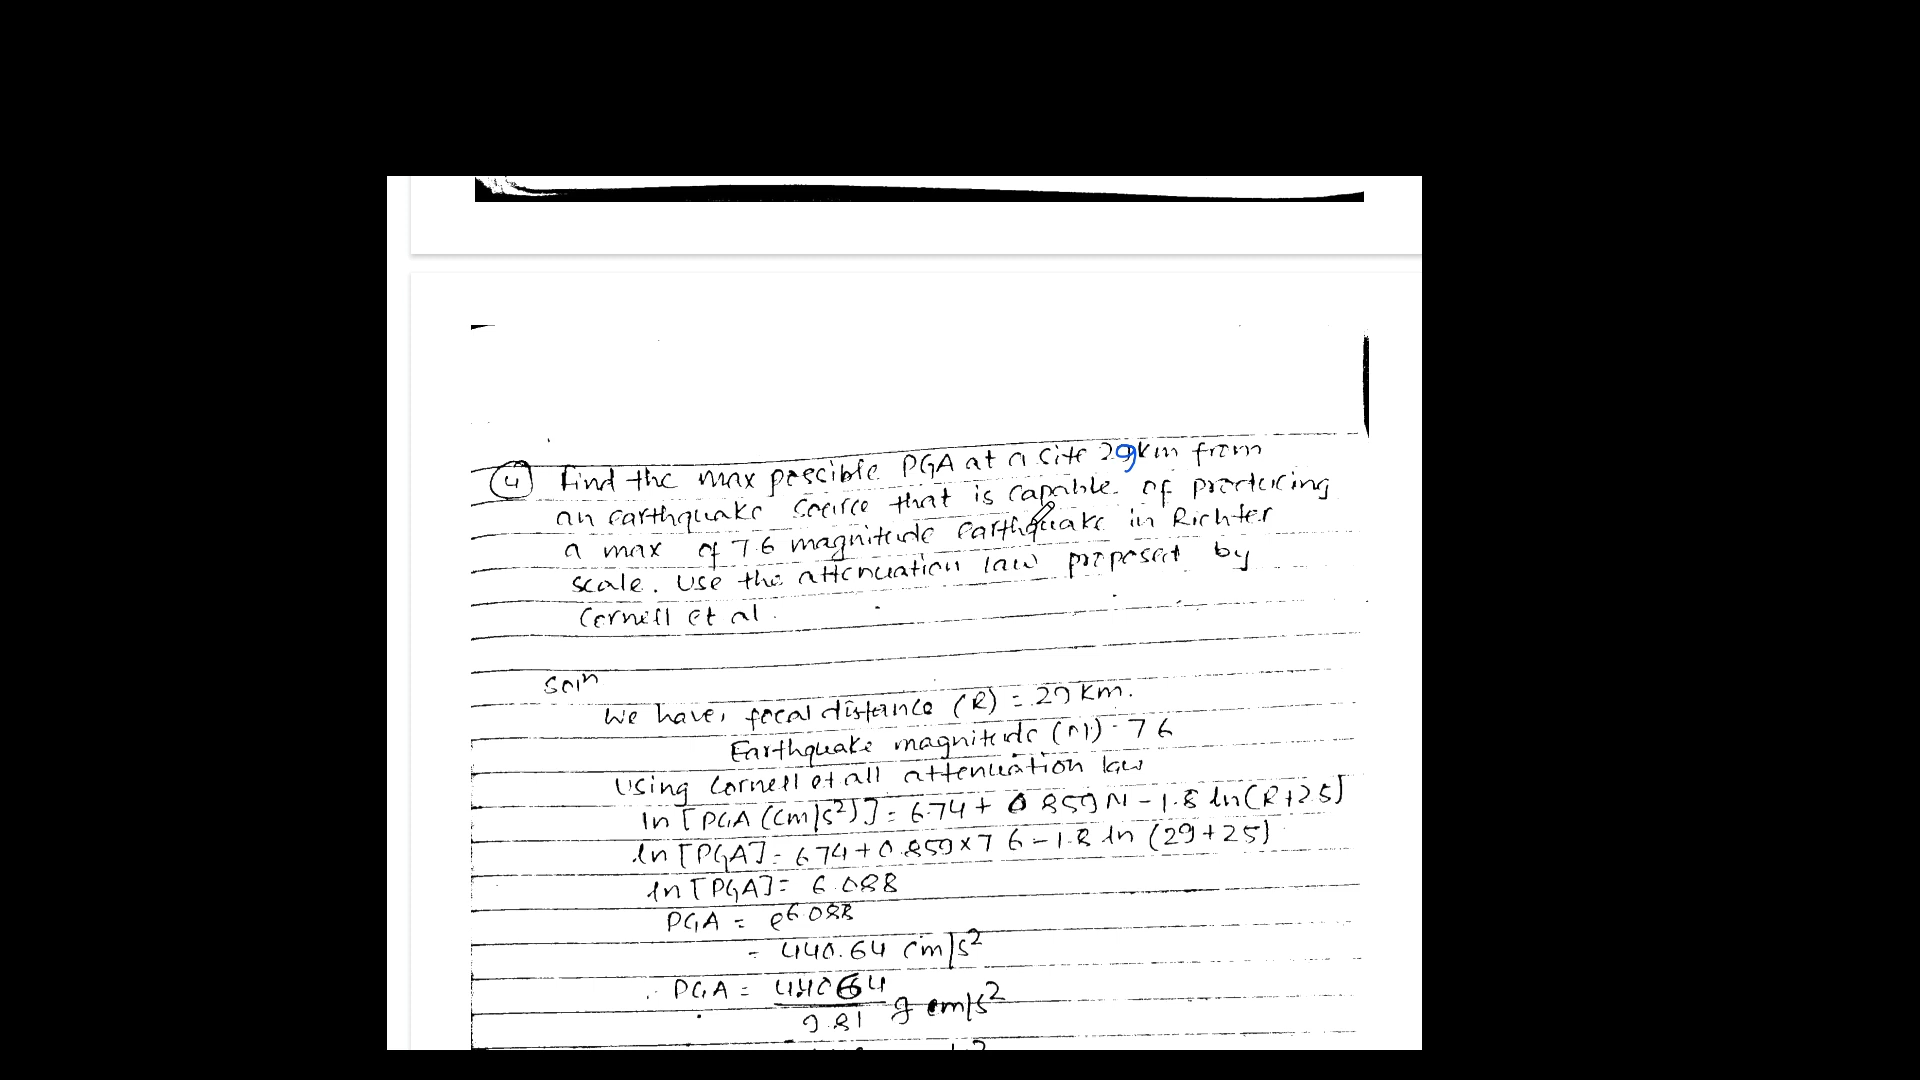 4 Find the max possible PGA at a site 29km from
an earthquake source that is capable of producing
a max of 7.6 magnitude earthquake in Richter
scale. Use the attenuation law proposed by
Cornell et al.
Soln
We have, focal distance (R) = 29 km.
Earthquake magnitude (M) = 7.6
Using Cornell et all attenuation law
ln [PGA (cm/s²)] = 6.74 + 0.859 M - 1.8 ln(R+25)
ln [PGA] = 6.74 + 0.859 x 7.6 - 1.8 ln (29+25)
ln [PGA] = 6.088
PGA = e^6.088
= 440.64 cm/s²
∴ PGA = 440.64 / 9.81 g cm/s²